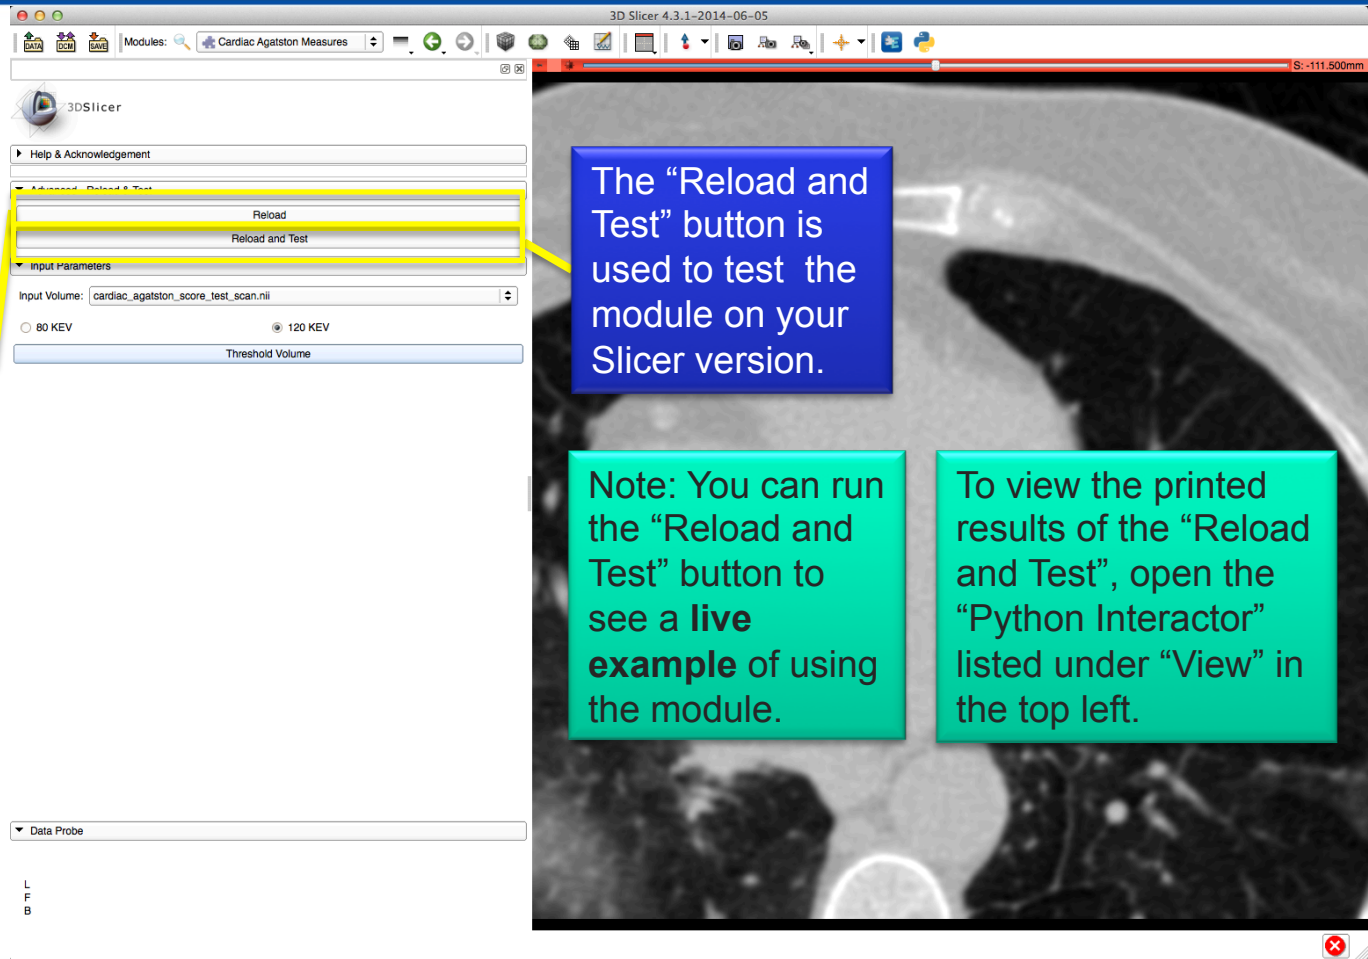 3D Slicer 4.3.1-2014-06-05
DATA DCM SAVE Modules: Cardiac Agatston Measures
S: -111.500mm
3DSlicer
Help & Acknowledgement
Advanced - Reload & Test
Reload
Reload and Test
Input Parameters
Input Volume: cardiac_agatston_score_test_scan.nii
80 KEV 120 KEV
Threshold Volume
The “Reload and
Test” button is
used to test the
module on your
Slicer version.
Note: You can run
the “Reload and
Test” button to
see a live
example of using
the module.
To view the printed
results of the “Reload
and Test”, open the
“Python Interactor”
listed under “View” in
the top left.
Data Probe
L
F
B